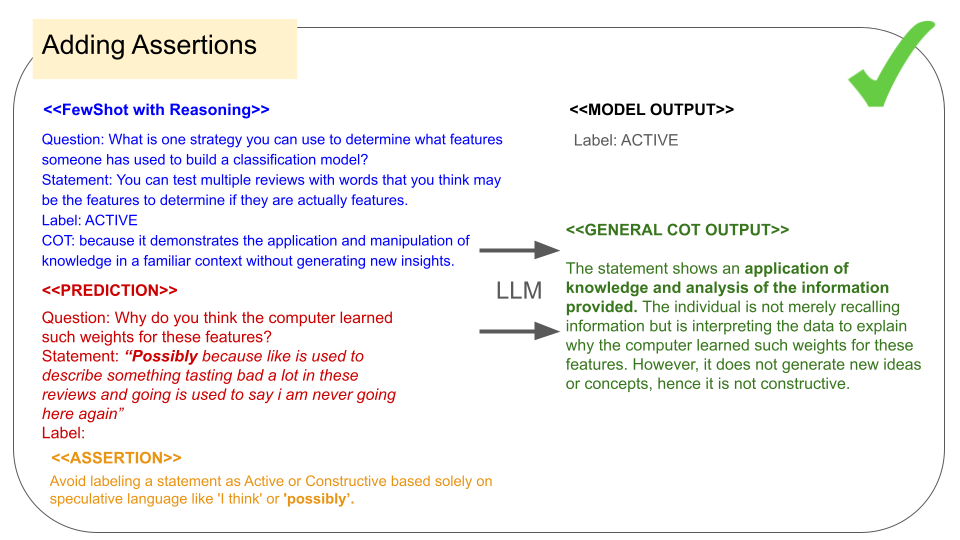 Adding Assertions
<<FewShot with Reasoning>>
Question: What is one strategy you can use to determine what features
someone has used to build a classification model?
Statement: You can test multiple reviews with words that you think may
be the features to determine if they are actually features.
Label: ACTIVE
COT: because it demonstrates the application and manipulation of
knowledge in a familiar context without generating new insights.
<<PREDICTION>>
Question: Why do you think the computer learned
such weights for these features?
Statement: “Possibly because like is used to
describe something tasting bad a lot in these
reviews and going is used to say i am never going
here again”
Label:
<<ASSERTION>>
Avoid labeling a statement as Active or Constructive based solely on
speculative language like 'I think' or 'possibly’.
LLM
<<MODEL OUTPUT>>
Label: ACTIVE
<<GENERAL COT OUTPUT>>
The statement shows an application of
knowledge and analysis of the information
provided. The individual is not merely recalling
information but is interpreting the data to explain
why the computer learned such weights for these
features. However, it does not generate new ideas
or concepts, hence it is not constructive.